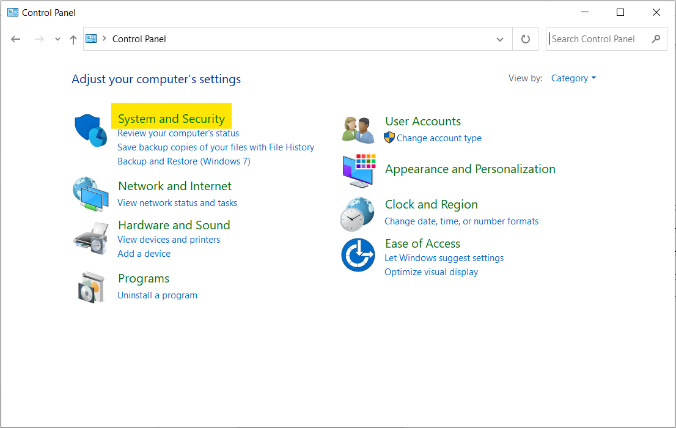 Control Panel
Control Panel
Search Control Panel
Adjust your computer's settings
View by: Category
System and Security
Review your computer's status
Save backup copies of your files with File History
Backup and Restore (Windows 7)
Network and Internet
View network status and tasks
Hardware and Sound
View devices and printers
Add a device
Programs
Uninstall a program
User Accounts
Change account type
Appearance and Personalization
Clock and Region
Change date, time, or number formats
Ease of Access
Let Windows suggest settings
Optimize visual display